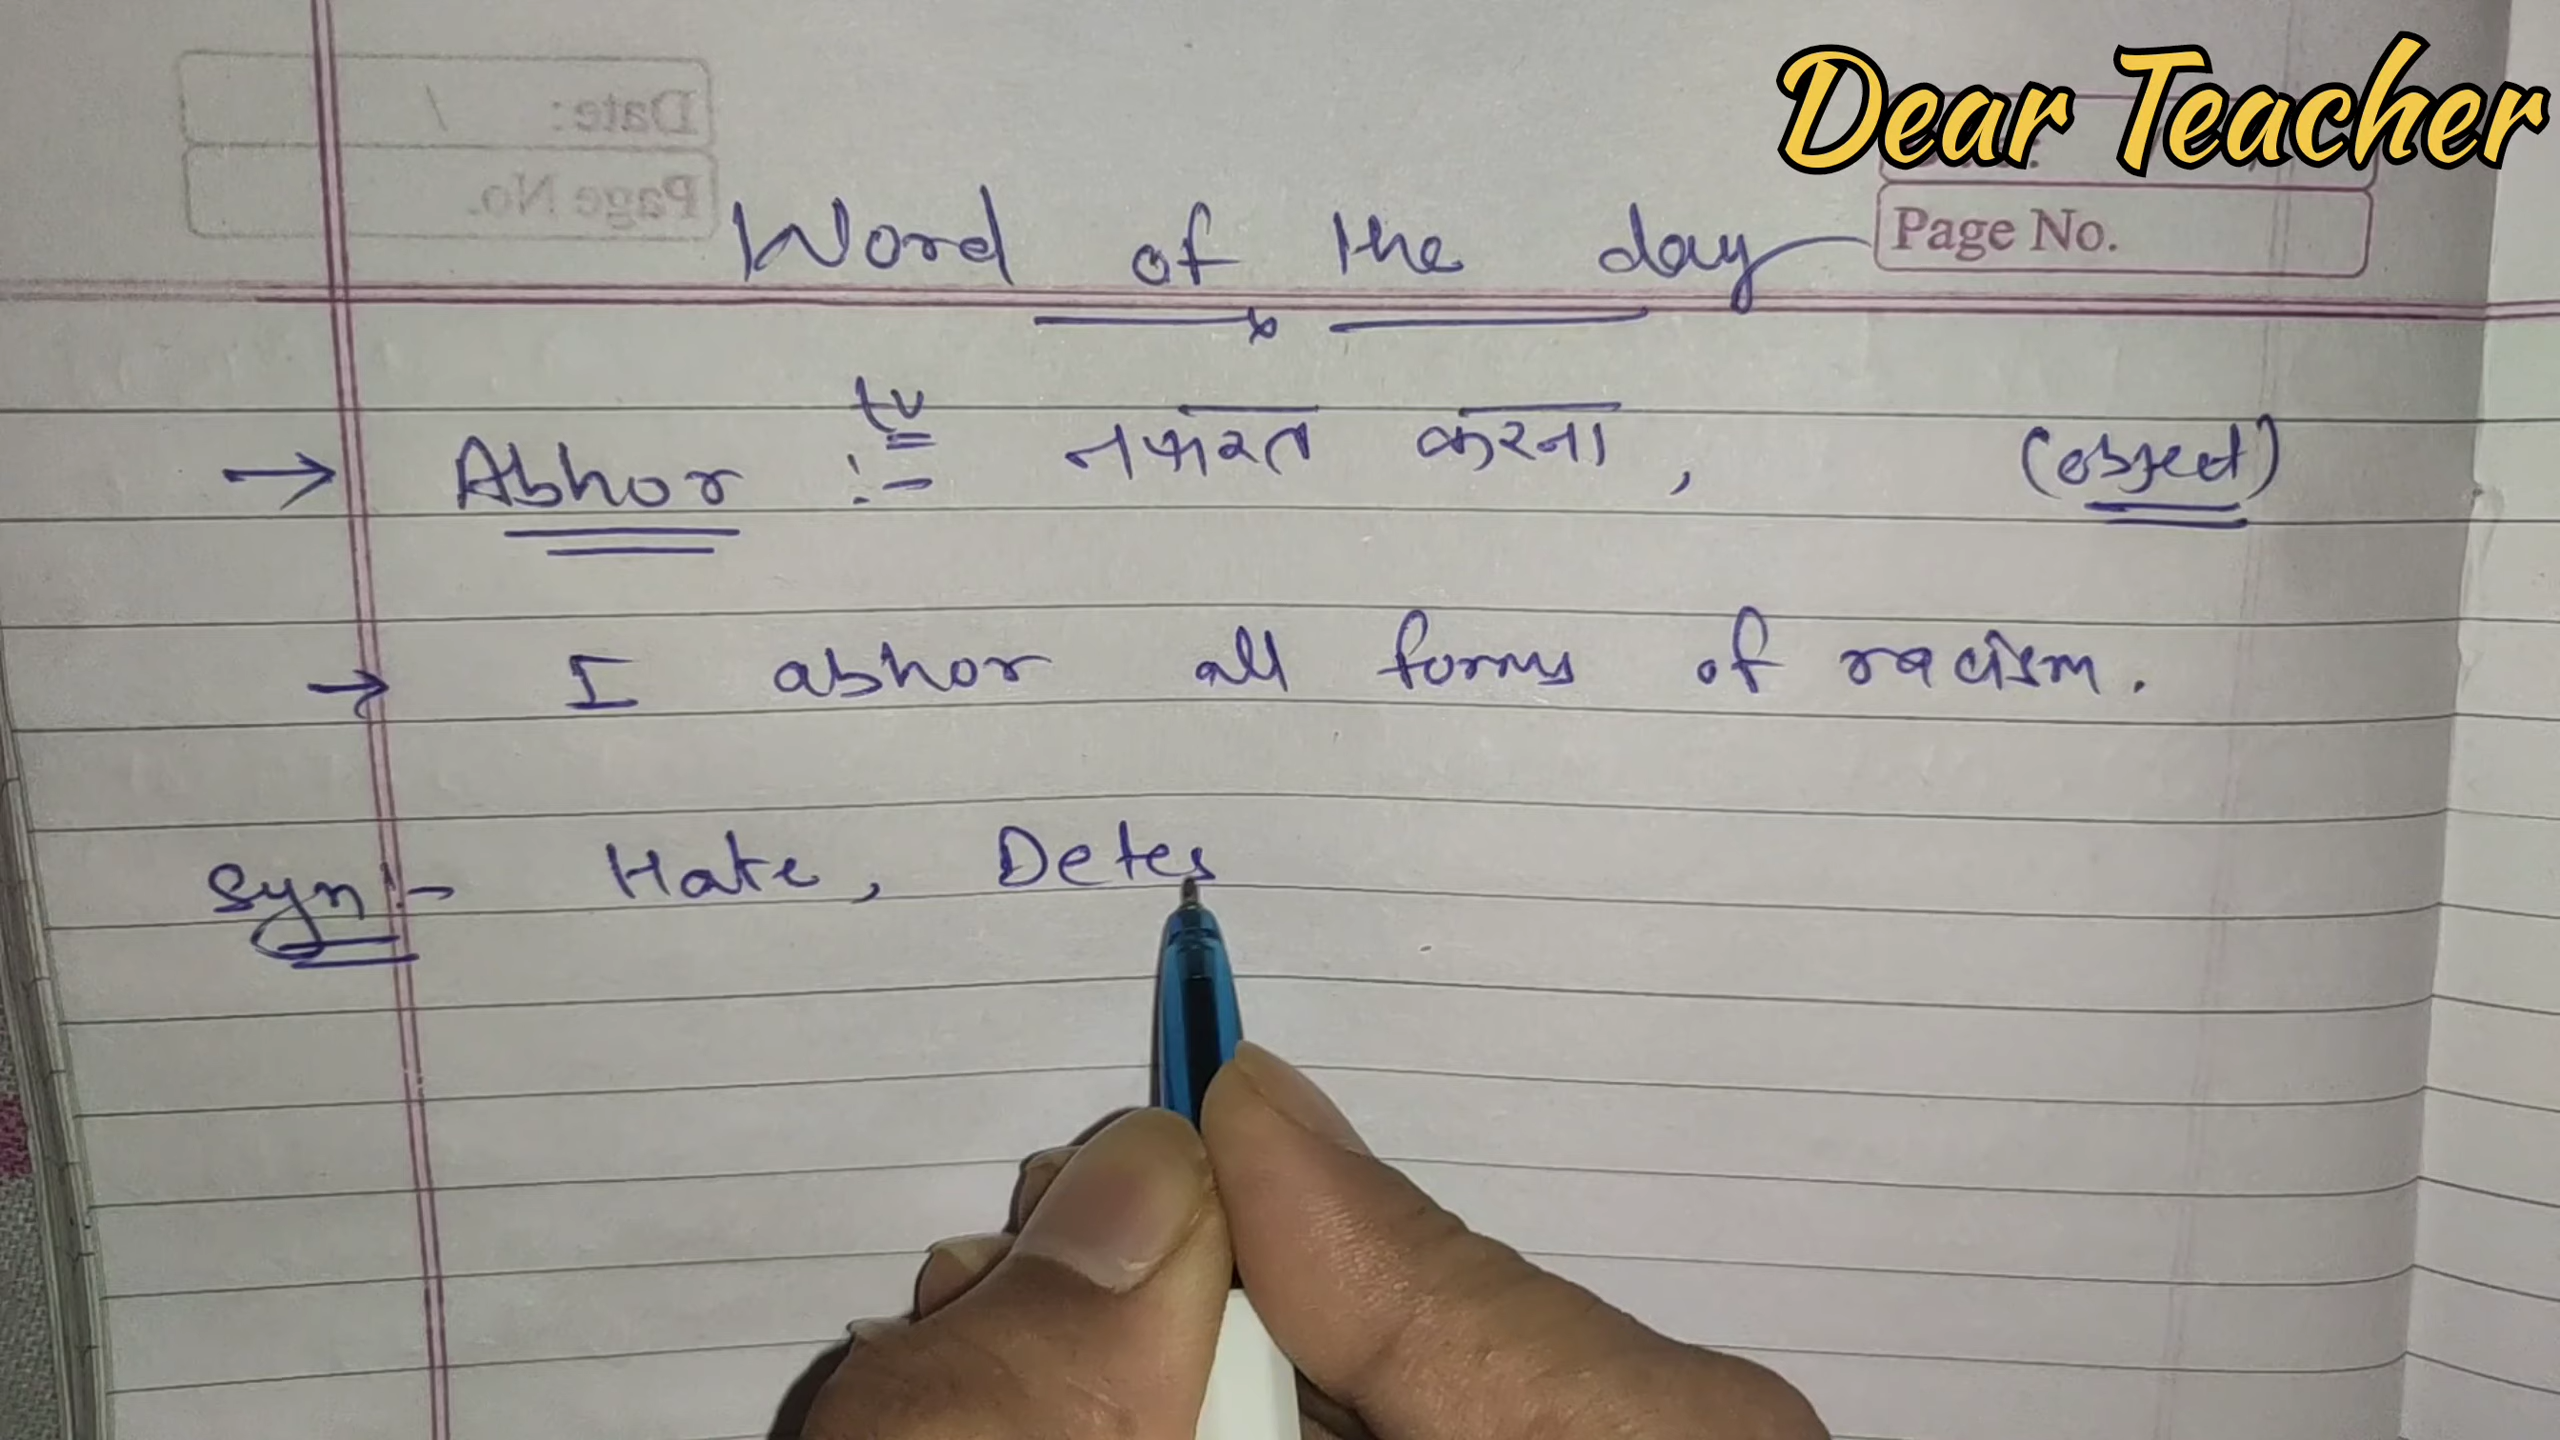 Dear Teacher
Date: /
Page No.
Page No.
Word of the day
tv
→ Abhor :- नफरत करना, (object)
→ I abhor all forms of racism.
Syn :- Hate, Detes